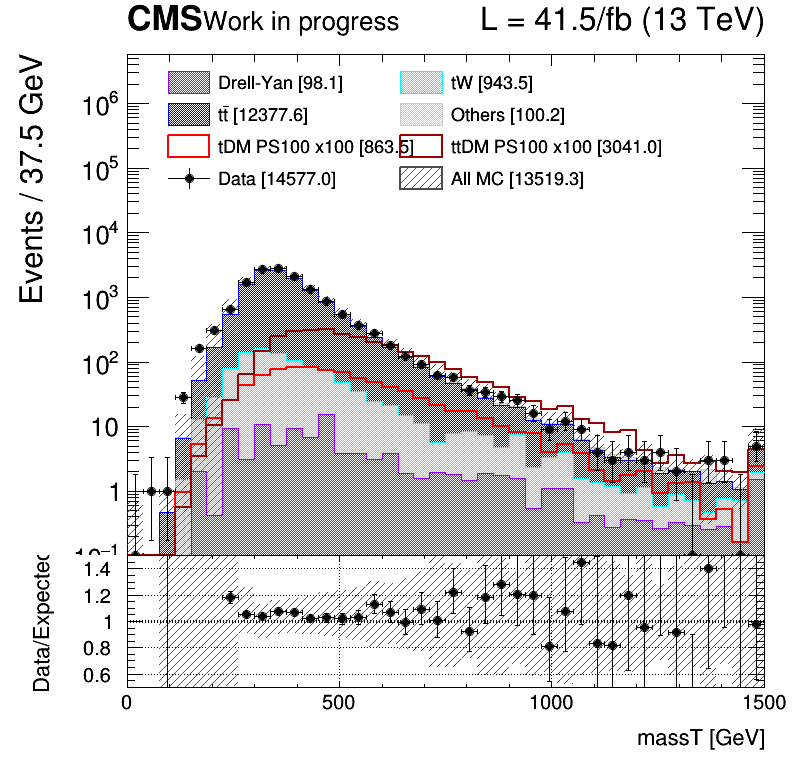 CMS Work in progress L = 41.5/fb (13 TeV)
Events / 37.5 GeV
Drell-Yan [98.1] tW [943.5]
tt̄ [12377.6] Others [100.2]
tDM PS100 x100 [863.5] ttDM PS100 x100 [3041.0]
Data [14577.0] All MC [13519.3]
10⁶
10⁵
10⁴
10³
10²
10
1
10⁻¹
Data/Expected
1.4
1.2
1
0.8
0.6
0 500 1000 1500
massT [GeV]